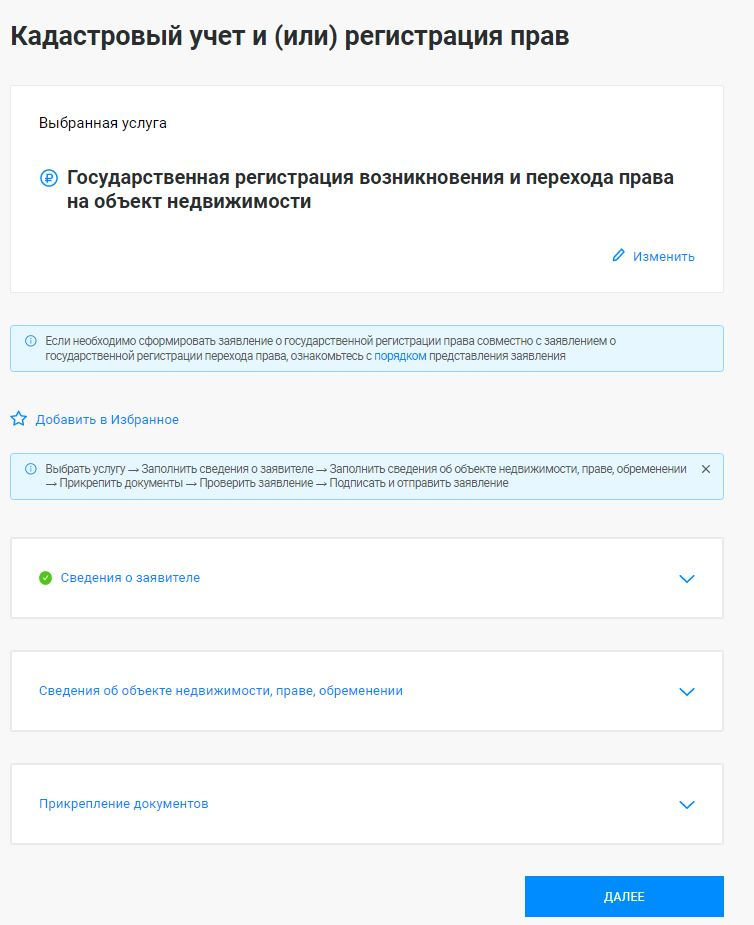 Кадастровый учет и (или) регистрация прав
Выбранная услуга
Государственная регистрация возникновения и перехода права
на объект недвижимости
Изменить
Если необходимо сформировать заявление о государственной регистрации права совместно с заявлением о
государственной регистрации перехода права, ознакомьтесь с порядком представления заявления
Добавить в Избранное
Выбрать услугу → Заполнить сведения о заявителе → Заполнить сведения об объекте недвижимости, праве, обременении
→ Прикрепить документы → Проверить заявление → Подписать и отправить заявление
Сведения о заявителе
Сведения об объекте недвижимости, праве, обременении
Прикрепление документов
ДАЛЕЕ